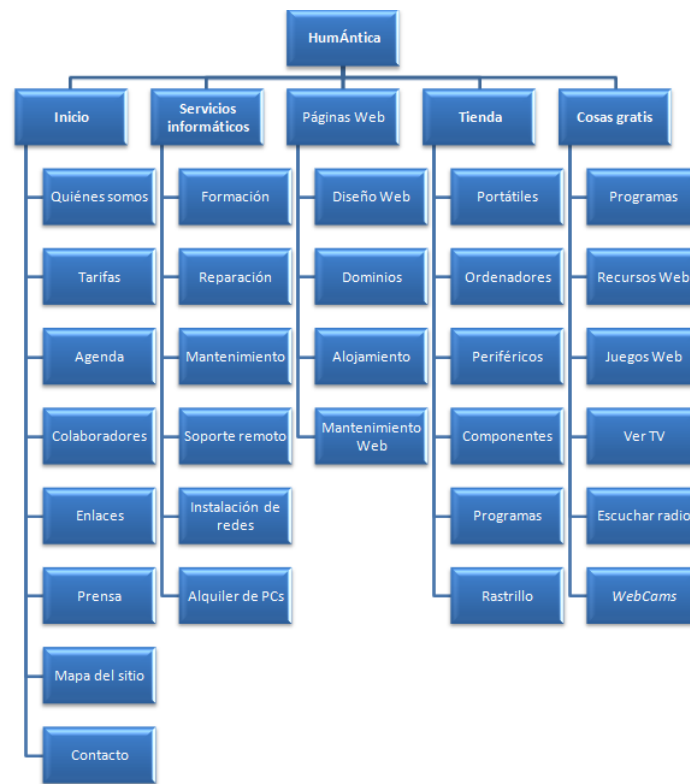 HumÁntica
Inicio
Servicios
informáticos
Páginas Web
Tienda
Cosas gratis
Quiénes somos
Formación
Diseño Web
Portátiles
Programas
Tarifas
Reparación
Dominios
Ordenadores
Recursos Web
Agenda
Mantenimiento
Alojamiento
Periféricos
Juegos Web
Colaboradores
Soporte remoto
Mantenimiento
Web
Componentes
Ver TV
Enlaces
Instalación de
redes
Programas
Escuchar radio
Prensa
Alquiler de PCs
Rastrillo
WebCams
Mapa del sitio
Contacto